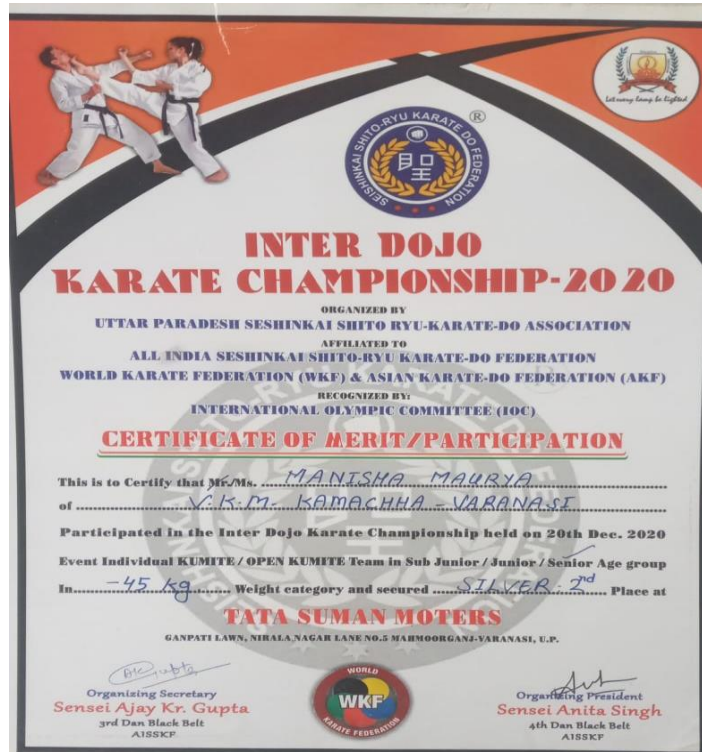 Let every lamp be lighted
SEISHINKAI SHITO-RYU KARATE DO FEDERATION
®
聖
INTER DOJO
KARATE CHAMPIONSHIP-2020
ORGANIZED BY
UTTAR PARADESH SESHINKAI SHITO RYU-KARATE-DO ASSOCIATION
AFFILIATED TO
ALL INDIA SESHINKAI SHITO-RYU KARATE-DO FEDERATION
WORLD KARATE FEDERATION (WKF) & ASIAN KARATE-DO FEDERATION (AKF)
RECOGNIZED BY:
INTERNATIONAL OLYMPIC COMMITTEE (IOC)
CERTIFICATE OF MERIT/PARTICIPATION
This is to Certify that Mr./Ms. MANISHA MAURYA
of V.K.M- KAMACHHA - VARANASI
Participated in the Inter Dojo Karate Championship held on 20th Dec. 2020
Event Individual KUMITE / OPEN KUMITE Team in Sub Junior / Junior / Senior Age group
In -45 kg Weight category and secured SILVER - 2nd Place at
TATA SUMAN MOTERS
GANPATI LAWN, NIRALA NAGAR LANE NO.5 MAHMOORGANJ-VARANASI, U.P.
Organizing Secretary
Sensei Ajay Kr. Gupta
3rd Dan Black Belt
AISSKF
WORLD
WKF
KARATE FEDERATION
Organizing President
Sensei Anita Singh
4th Dan Black Belt
AISSKF